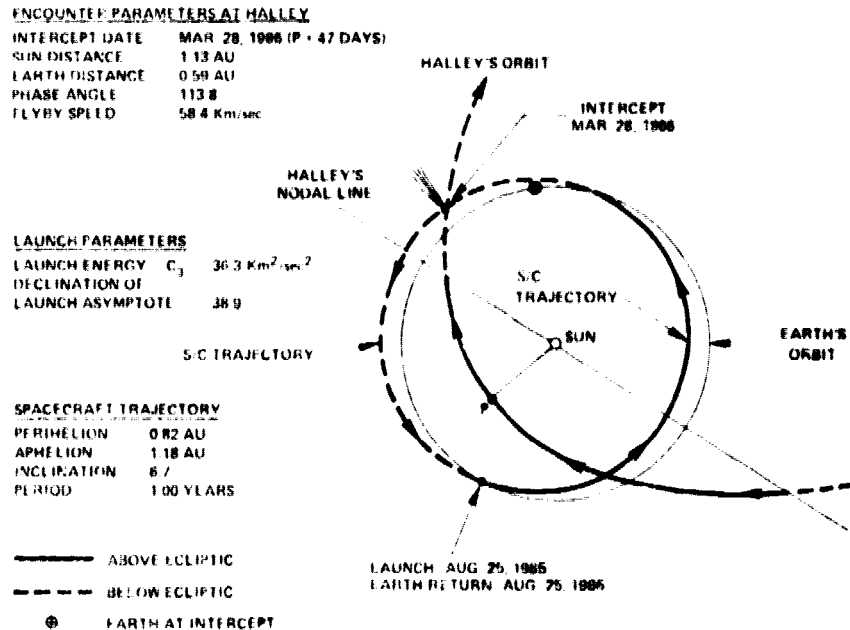 ENCOUNTER PARAMETERS AT HALLEY
INTERCEPT DATE MAR 28, 1986 (P + 47 DAYS)
SUN DISTANCE 1.13 AU
EARTH DISTANCE 0.59 AU
PHASE ANGLE 113.8
FLYBY SPEED 58.4 Km/sec
HALLEY'S ORBIT
INTERCEPT
MAR 28, 1986
HALLEY'S
NODAL LINE
LAUNCH PARAMETERS
LAUNCH ENERGY C3 36.3 Km²/sec²
DECLINATION OF
LAUNCH ASYMPTOTE 38.9
S/C
TRAJECTORY
SUN
EARTH'S
ORBIT
S/C TRAJECTORY
P
SPACECRAFT TRAJECTORY
PERIHELION 0.82 AU
APHELION 1.18 AU
INCLINATION 6.7
PERIOD 1.00 YEARS
ABOVE ECLIPTIC
BELOW ECLIPTIC
EARTH AT INTERCEPT
LAUNCH AUG 25, 1985
EARTH RETURN AUG 25, 1986